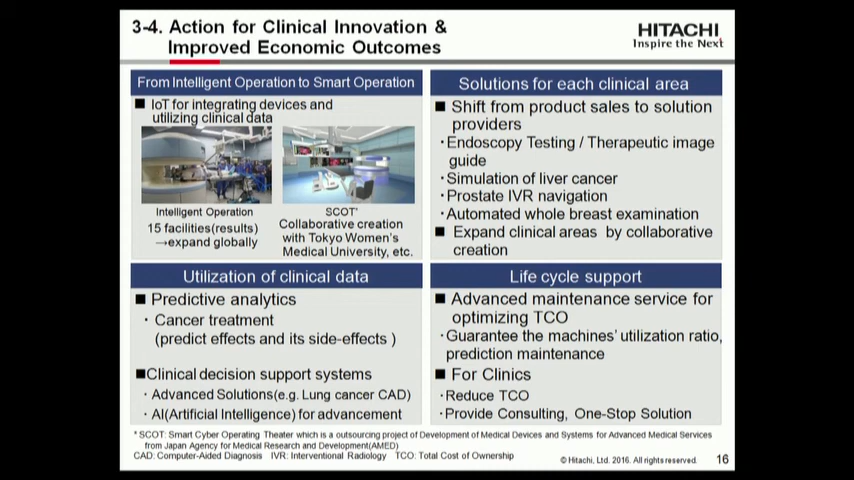 3-4. Action for Clinical Innovation &
Improved Economic Outcomes
HITACHI
Inspire the Next
From Intelligent Operation to Smart Operation
■ IoT for integrating devices and
utilizing clinical data
Intelligent Operation
15 facilities(results)
→expand globally
SCOT*
Collaborative creation
with Tokyo Women's
Medical University, etc.
Solutions for each clinical area
■ Shift from product sales to solution
providers
・Endoscopy Testing / Therapeutic image
guide
・Simulation of liver cancer
・Prostate IVR navigation
・Automated whole breast examination
■ Expand clinical areas by collaborative
creation
Utilization of clinical data
■ Predictive analytics
・Cancer treatment
(predict effects and its side-effects )
■Clinical decision support systems
・Advanced Solutions(e.g. Lung cancer CAD)
・AI(Artificial Intelligence) for advancement
Life cycle support
■ Advanced maintenance service for
optimizing TCO
・Guarantee the machines' utilization ratio,
prediction maintenance
■ For Clinics
・Reduce TCO
・Provide Consulting, One-Stop Solution
* SCOT: Smart Cyber Operating Theater which is a outsourcing project of Development of Medical Devices and Systems for Advanced Medical Services
from Japan Agency for Medical Research and Development(AMED)
CAD: Computer-Aided Diagnosis IVR: Interventional Radiology TCO: Total Cost of Ownership
© Hitachi, Ltd. 2016. All rights reserved.
16